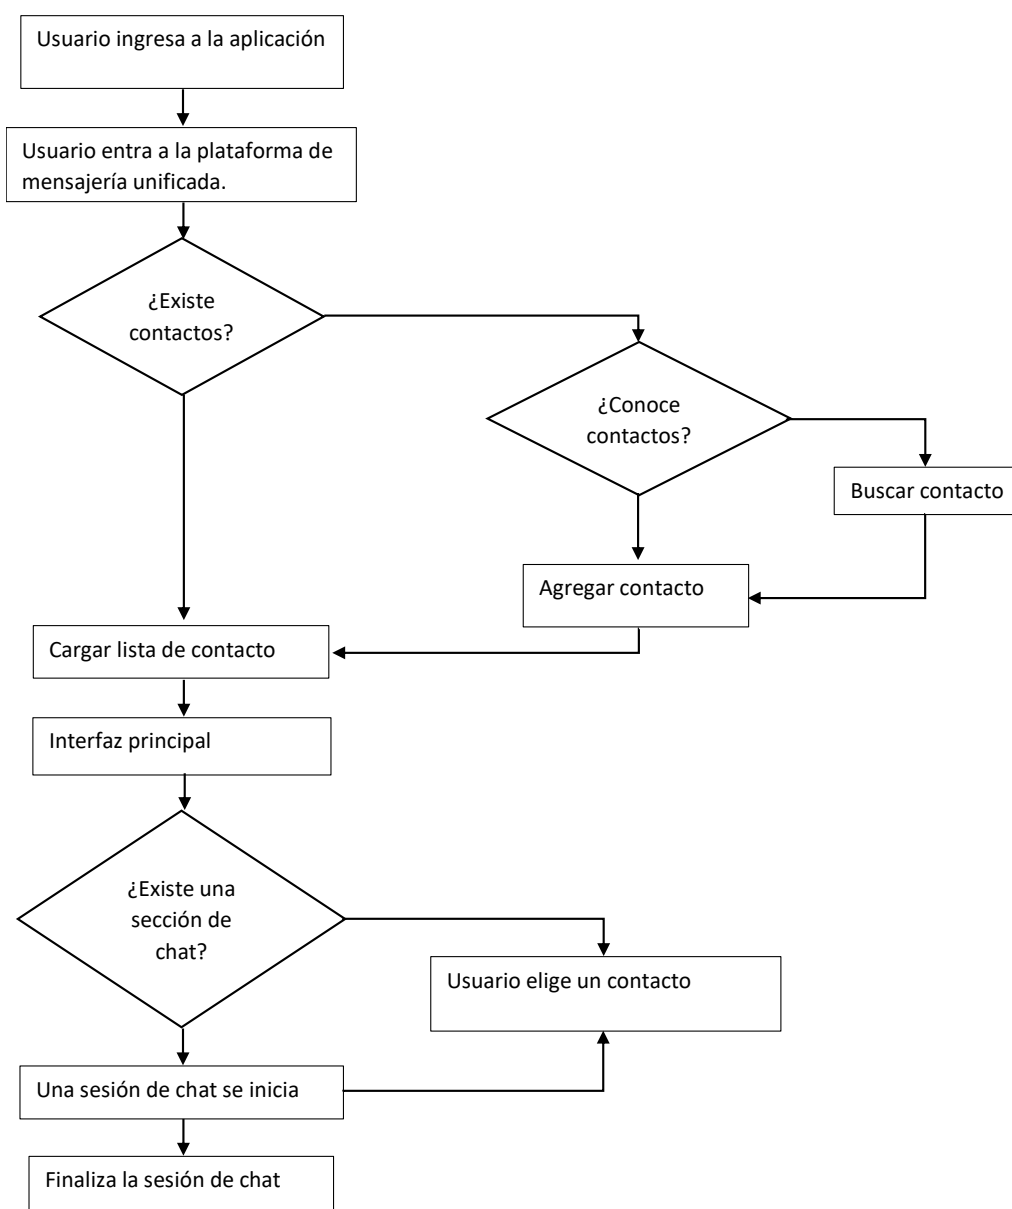 Usuario ingresa a la aplicación
Usuario entra a la plataforma de
mensajería unificada.
¿Existe
contactos?
¿Conoce
contactos?
Buscar contacto
Agregar contacto
Cargar lista de contacto
Interfaz principal
¿Existe una
sección de
chat?
Usuario elige un contacto
Una sesión de chat se inicia
Finaliza la sesión de chat